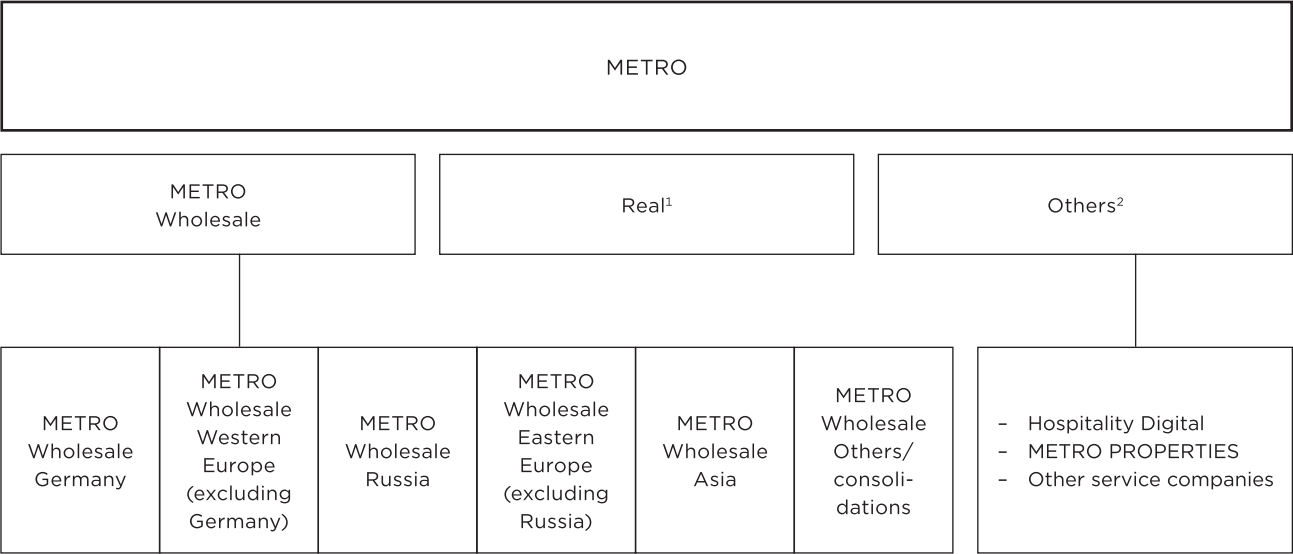 METRO
METRO
Wholesale
Real¹
Others²
METRO
Wholesale
Germany
METRO
Wholesale
Western
Europe
(excluding
Germany)
METRO
Wholesale
Russia
METRO
Wholesale
Eastern
Europe
(excluding
Russia)
METRO
Wholesale
Asia
METRO
Wholesale
Others/
consoli-
dations
– Hospitality Digital
– METRO PROPERTIES
– Other service companies